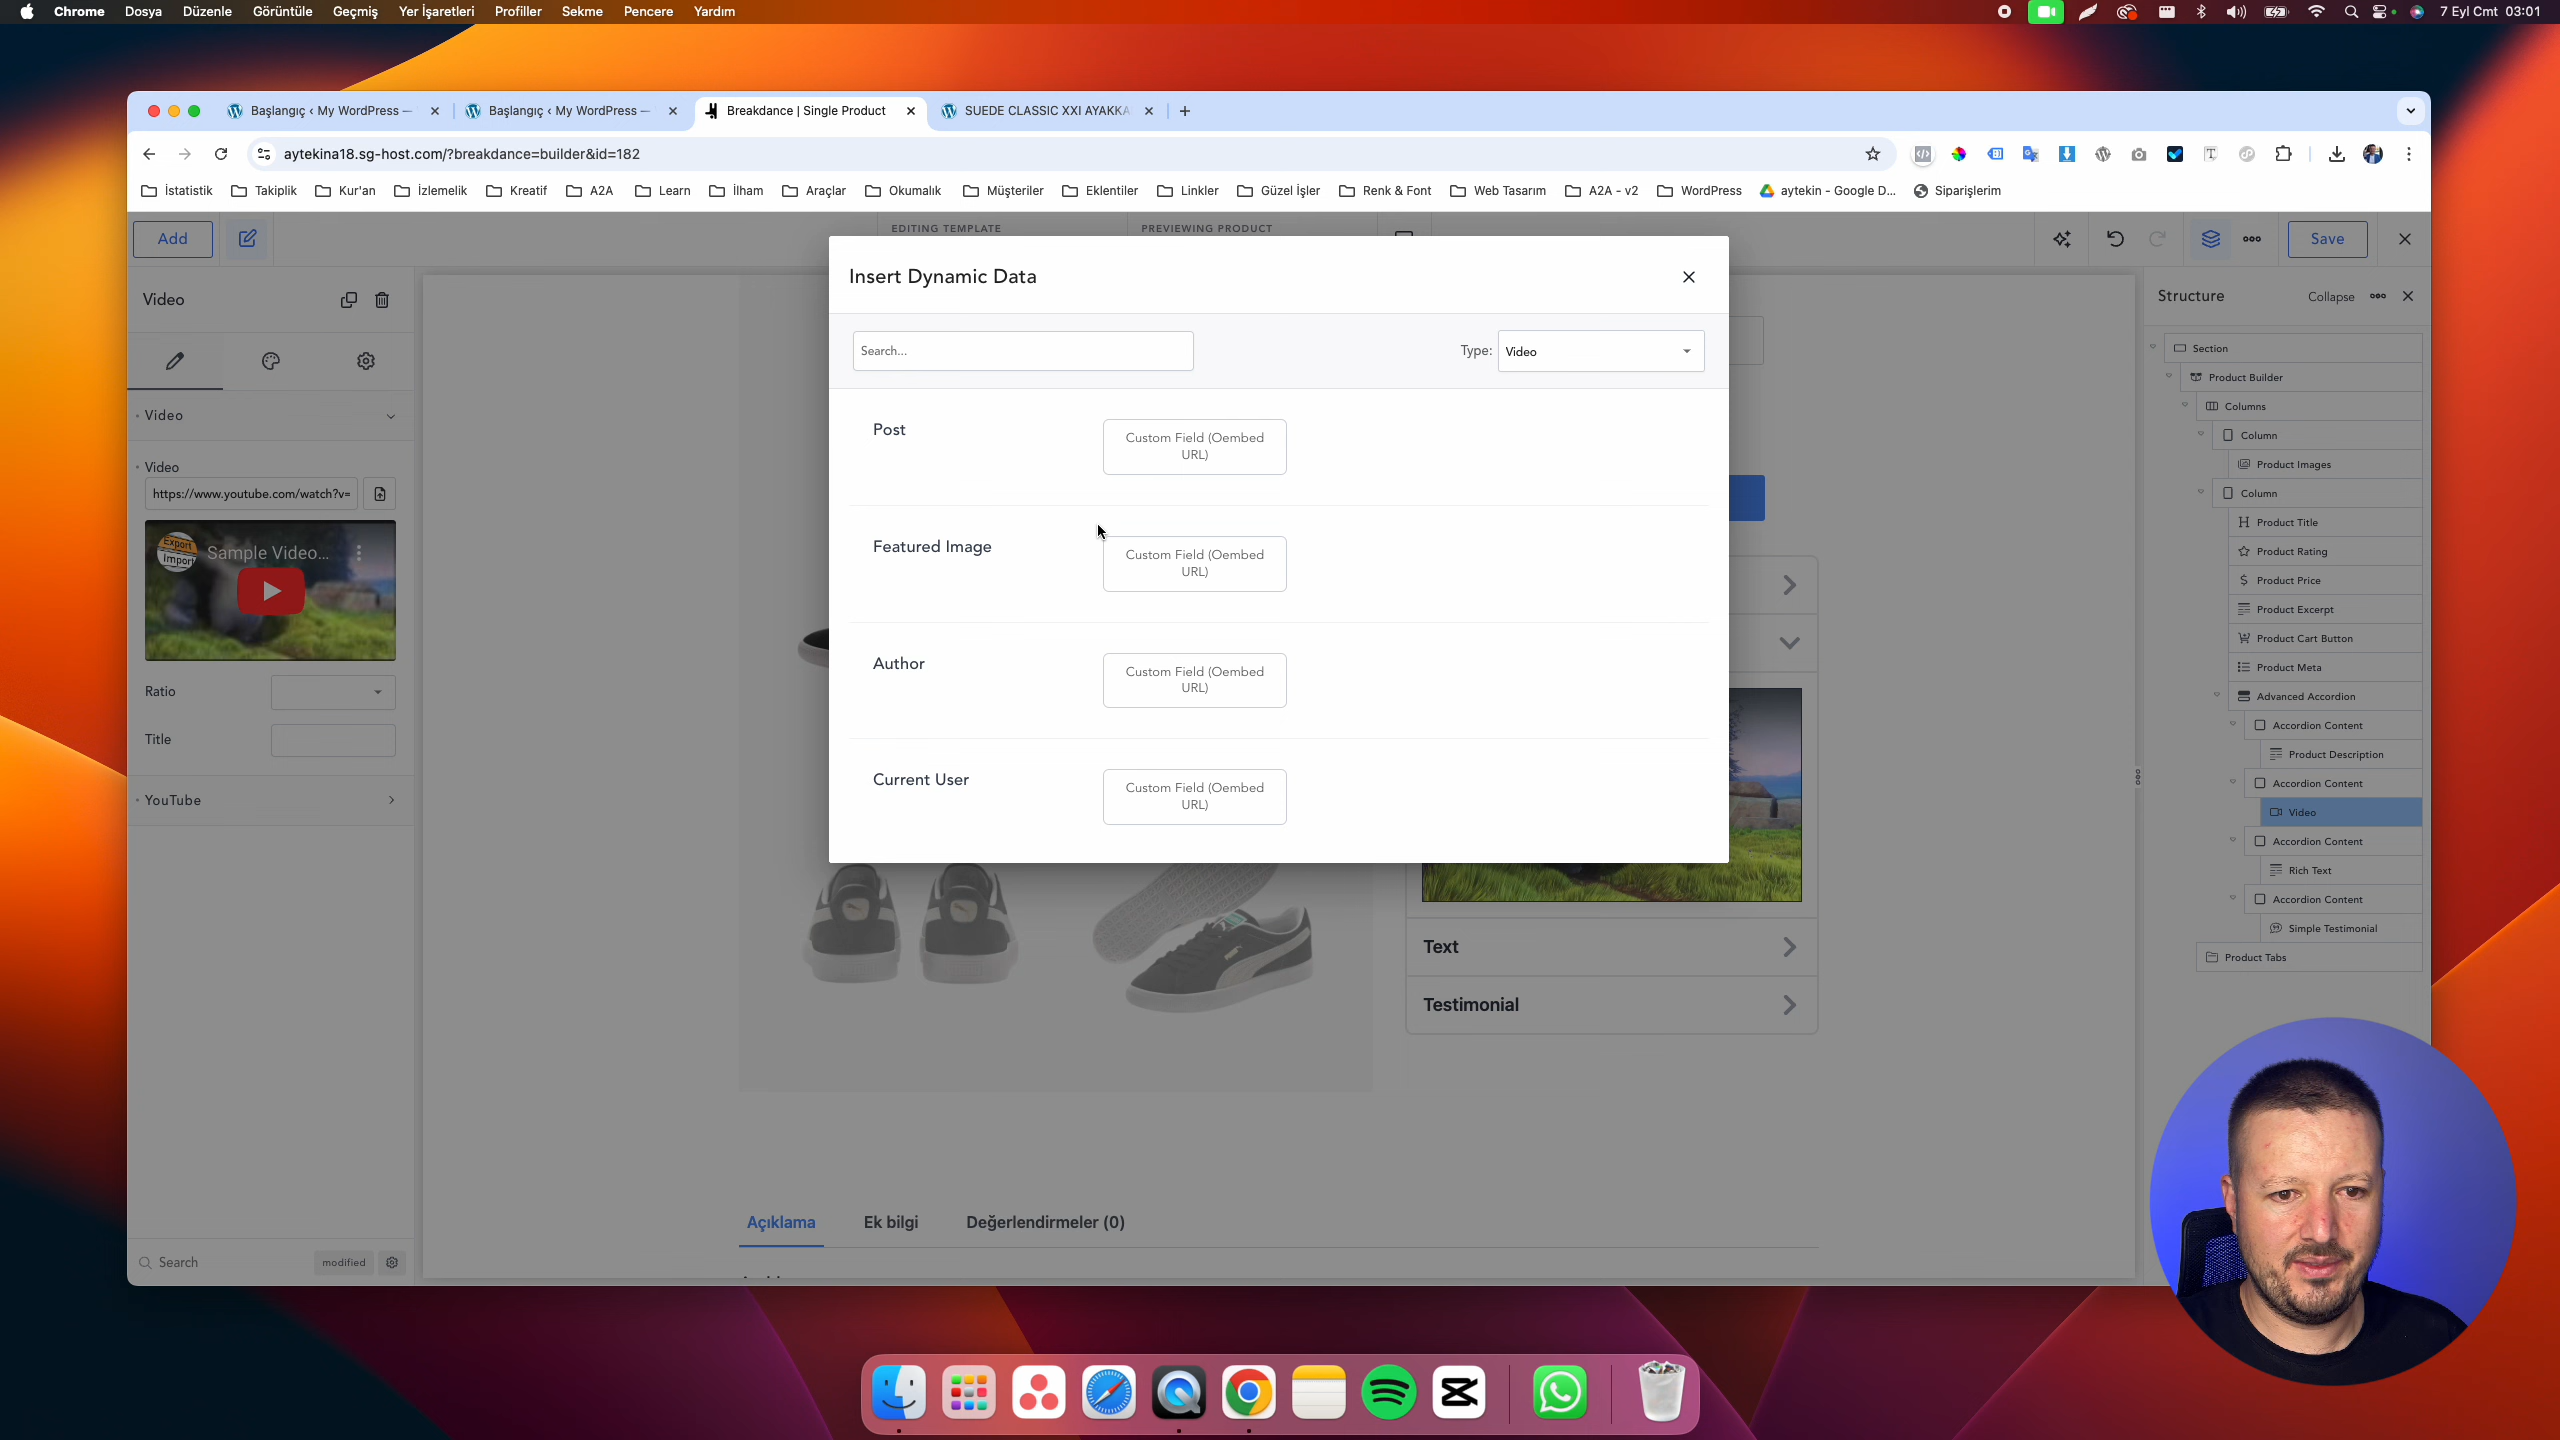 Chrome Dosya Düzenle Görüntüle Geçmiş Yer İşaretleri Profiller Sekme Pencere Yardım
7 Eyl Cmt 03:01
Başlangıç ‹ My WordPress —
Başlangıç ‹ My WordPress —
Breakdance | Single Product
SUEDE CLASSIC XXI AYAKKA
aytekina18.sg-host.com/?breakdance=builder&id=182
İstatistik Takiplik Kur'an İzlemelik Kreatif A2A Learn İlham Araçlar Okumalık Müşteriler Eklentiler Linkler Güzel İşler Renk & Font Web Tasarım A2A - v2 WordPress aytekin - Google D... Siparişlerim
Add
EDITING TEMPLATE
PREVIEWING PRODUCT
Save
Video
Video
Video
https://www.youtube.com/watch?v=
Export
Import
Sample Video...
Ratio
Title
YouTube
Search
modified
Insert Dynamic Data
Search...
Type:
Video
Post
Custom Field (Oembed
URL)
Featured Image
Custom Field (Oembed
URL)
Author
Custom Field (Oembed
URL)
Current User
Custom Field (Oembed
URL)
Text
Testimonial
Açıklama
Ek bilgi
Değerlendirmeler (0)
Structure
Collapse
Section
Product Builder
Columns
Column
Product Images
Column
Product Title
Product Rating
Product Price
Product Excerpt
Product Cart Button
Product Meta
Advanced Accordion
Accordion Content
Product Description
Accordion Content
Video
Accordion Content
Rich Text
Accordion Content
Simple Testimonial
Product Tabs